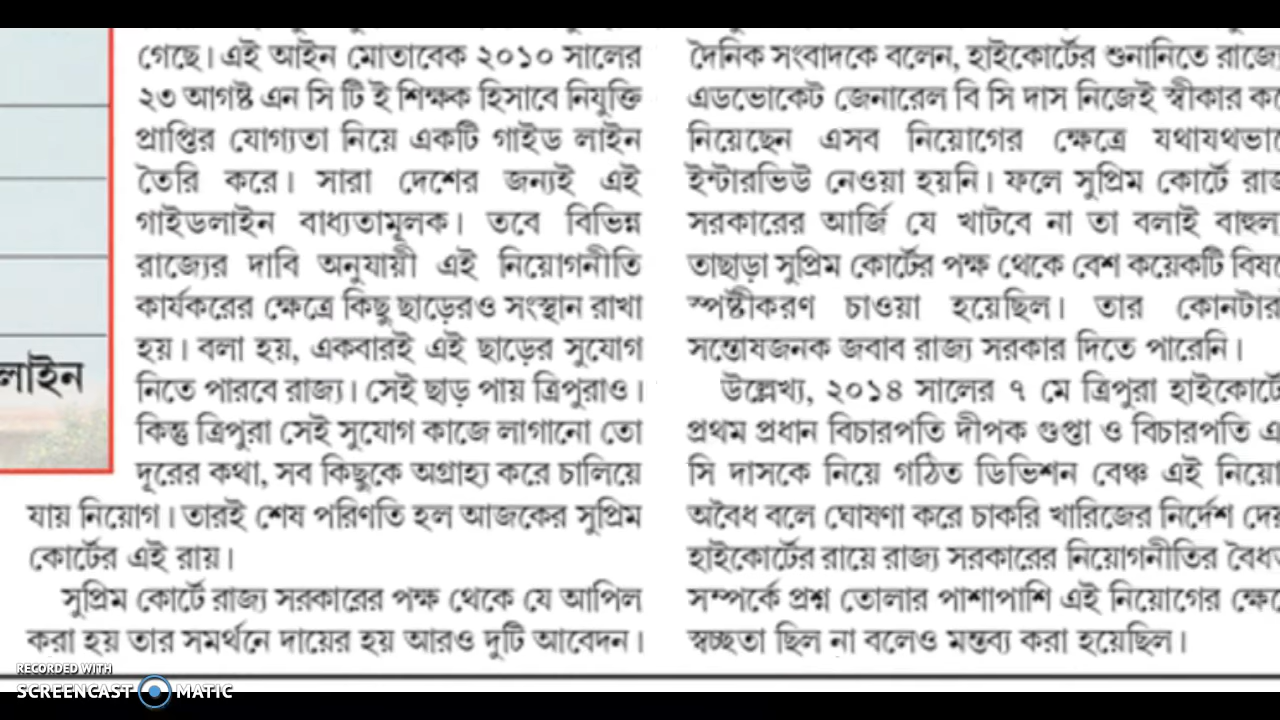 লাইন
গেছে। এই আইন মোতাবেক ২০১০ সালের
২৩ আগষ্ট এন সি টি ই শিক্ষক হিসাবে নিযুক্তি
প্রাপ্তির যোগ্যতা নিয়ে একটি গাইড লাইন
তৈরি করে। সারা দেশের জন্যই এই
গাইডলাইন বাধ্যতামূলক। তবে বিভিন্ন
রাজ্যের দাবি অনুযায়ী এই নিয়োগনীতি
কার্যকরের ক্ষেত্রে কিছু ছাড়েরও সংস্থান রাখা
হয়। বলা হয়, একবারই এই ছাড়ের সুযোগ
নিতে পারবে রাজ্য। সেই ছাড় পায় ত্রিপুরাও।
কিন্তু ত্রিপুরা সেই সুযোগ কাজে লাগানো তো
দূরের কথা, সব কিছুকে অগ্রাহ্য করে চালিয়ে
যায় নিয়োগ। তারই শেষ পরিণতি হল আজকের সুপ্রিম
কোর্টের এই রায়।
সুপ্রিম কোর্টে রাজ্য সরকারের পক্ষ থেকে যে আপিল
করা হয় তার সমর্থনে দায়ের হয় আরও দুটি আবেদন।
দৈনিক সংবাদকে বলেন, হাইকোর্টের শুনানিতে রাজ্যে
এডভোকেট জেনারেল বি সি দাস নিজেই স্বীকার করে
নিয়েছেন এসব নিয়োগের ক্ষেত্রে যথাযথভা
ইন্টারভিউ নেওয়া হয়নি। ফলে সুপ্রিম কোর্টে রাজ
সরকারের আর্জি যে খাটবে না তা বলাই বাহুল
তাছাড়া সুপ্রিম কোর্টের পক্ষ থেকে বেশ কয়েকটি বিষ
স্পষ্টীকরণ চাওয়া হয়েছিল। তার কোনটার
সন্তোষজনক জবাব রাজ্য সরকার দিতে পারেনি।
উল্লেখ্য, ২০১৪ সালের ৭ মে ত্রিপুরা হাইকোর্টে
প্রথম প্রধান বিচারপতি দীপক গুপ্তা ও বিচারপতি এ
সি দাসকে নিয়ে গঠিত ডিভিশন বেঞ্চ এই নিয়ো
অবৈধ বলে ঘোষণা করে চাকরি খারিজের নির্দেশ দেয়
হাইকোর্টের রায়ে রাজ্য সরকারের নিয়োগনীতির বৈধ
সম্পর্কে প্রশ্ন তোলার পাশাপাশি এই নিয়োগের ক্ষে
স্বচ্ছতা ছিল না বলেও মন্তব্য করা হয়েছিল।
RECORDED WITH
SCREENCAST MATIC